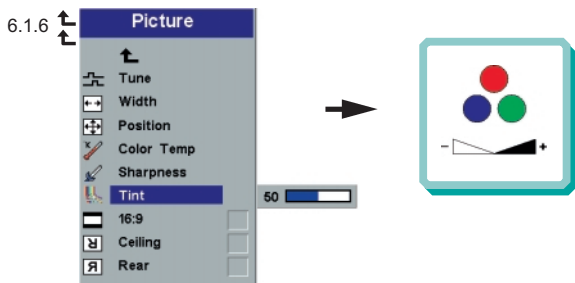 6.1.6
Picture
Tune
Width
Position
Color Temp
Sharpness
Tint 50
16:9
Ceiling
Rear
- +